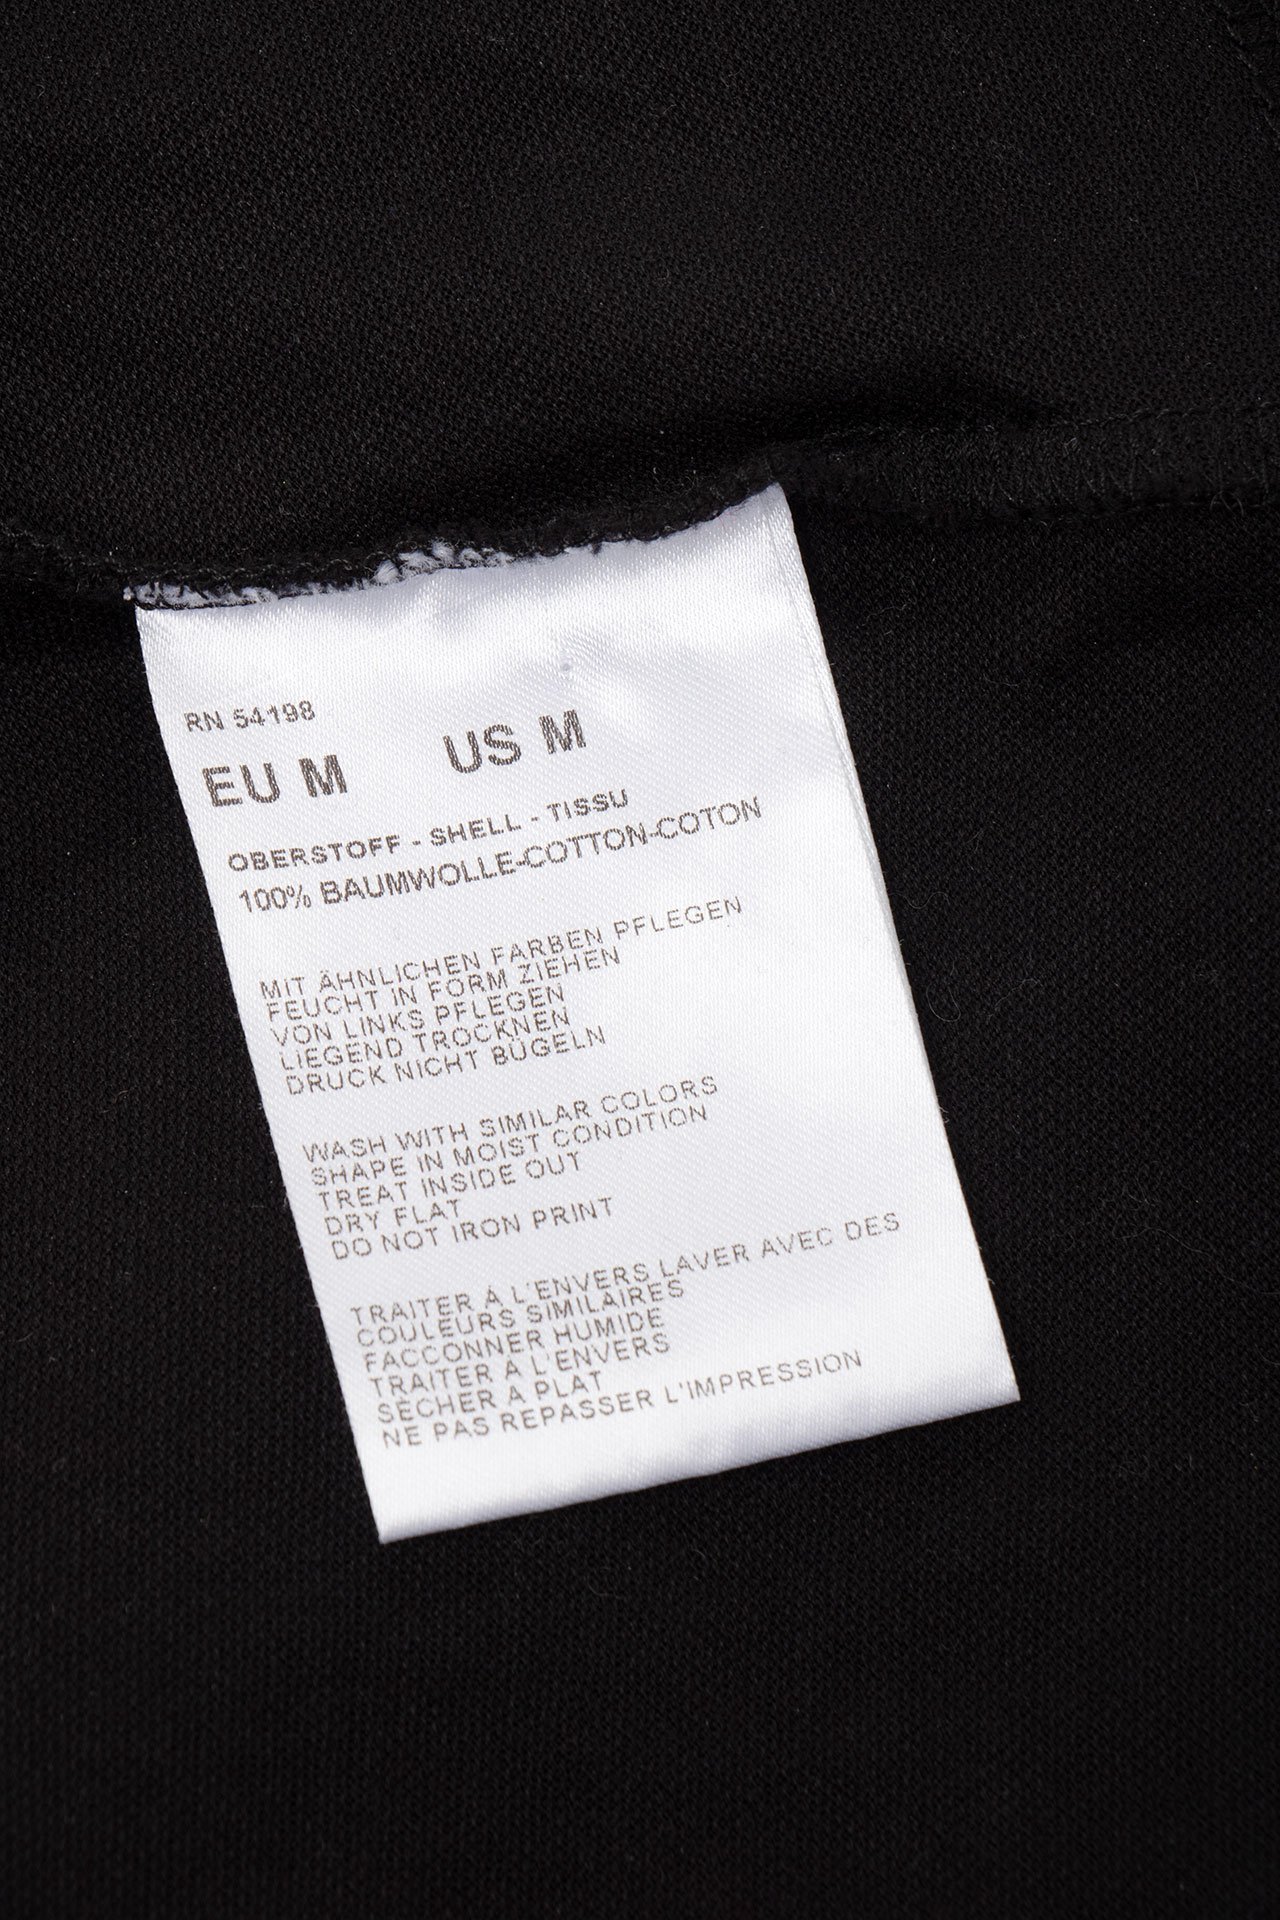 RN 54198
EU M US M
OBERSTOFF - SHELL - TISSU
100% BAUMWOLLE-COTTON-COTON
MIT ÄHNLICHEN FARBEN PFLEGEN
FEUCHT IN FORM ZIEHEN
VON LINKS PFLEGEN
LIEGEND TROCKNEN
DRUCK NICHT BÜGELN
WASH WITH SIMILAR COLORS
SHAPE IN MOIST CONDITION
TREAT INSIDE OUT
DRY FLAT
DO NOT IRON PRINT
TRAITER À L'ENVERS LAVER AVEC DES
COULEURS SIMILAIRES
FACCONNER HUMIDE
TRAITER A L'ENVERS
SÉCHER A PLAT
NE PAS REPASSER L'IMPRESSION